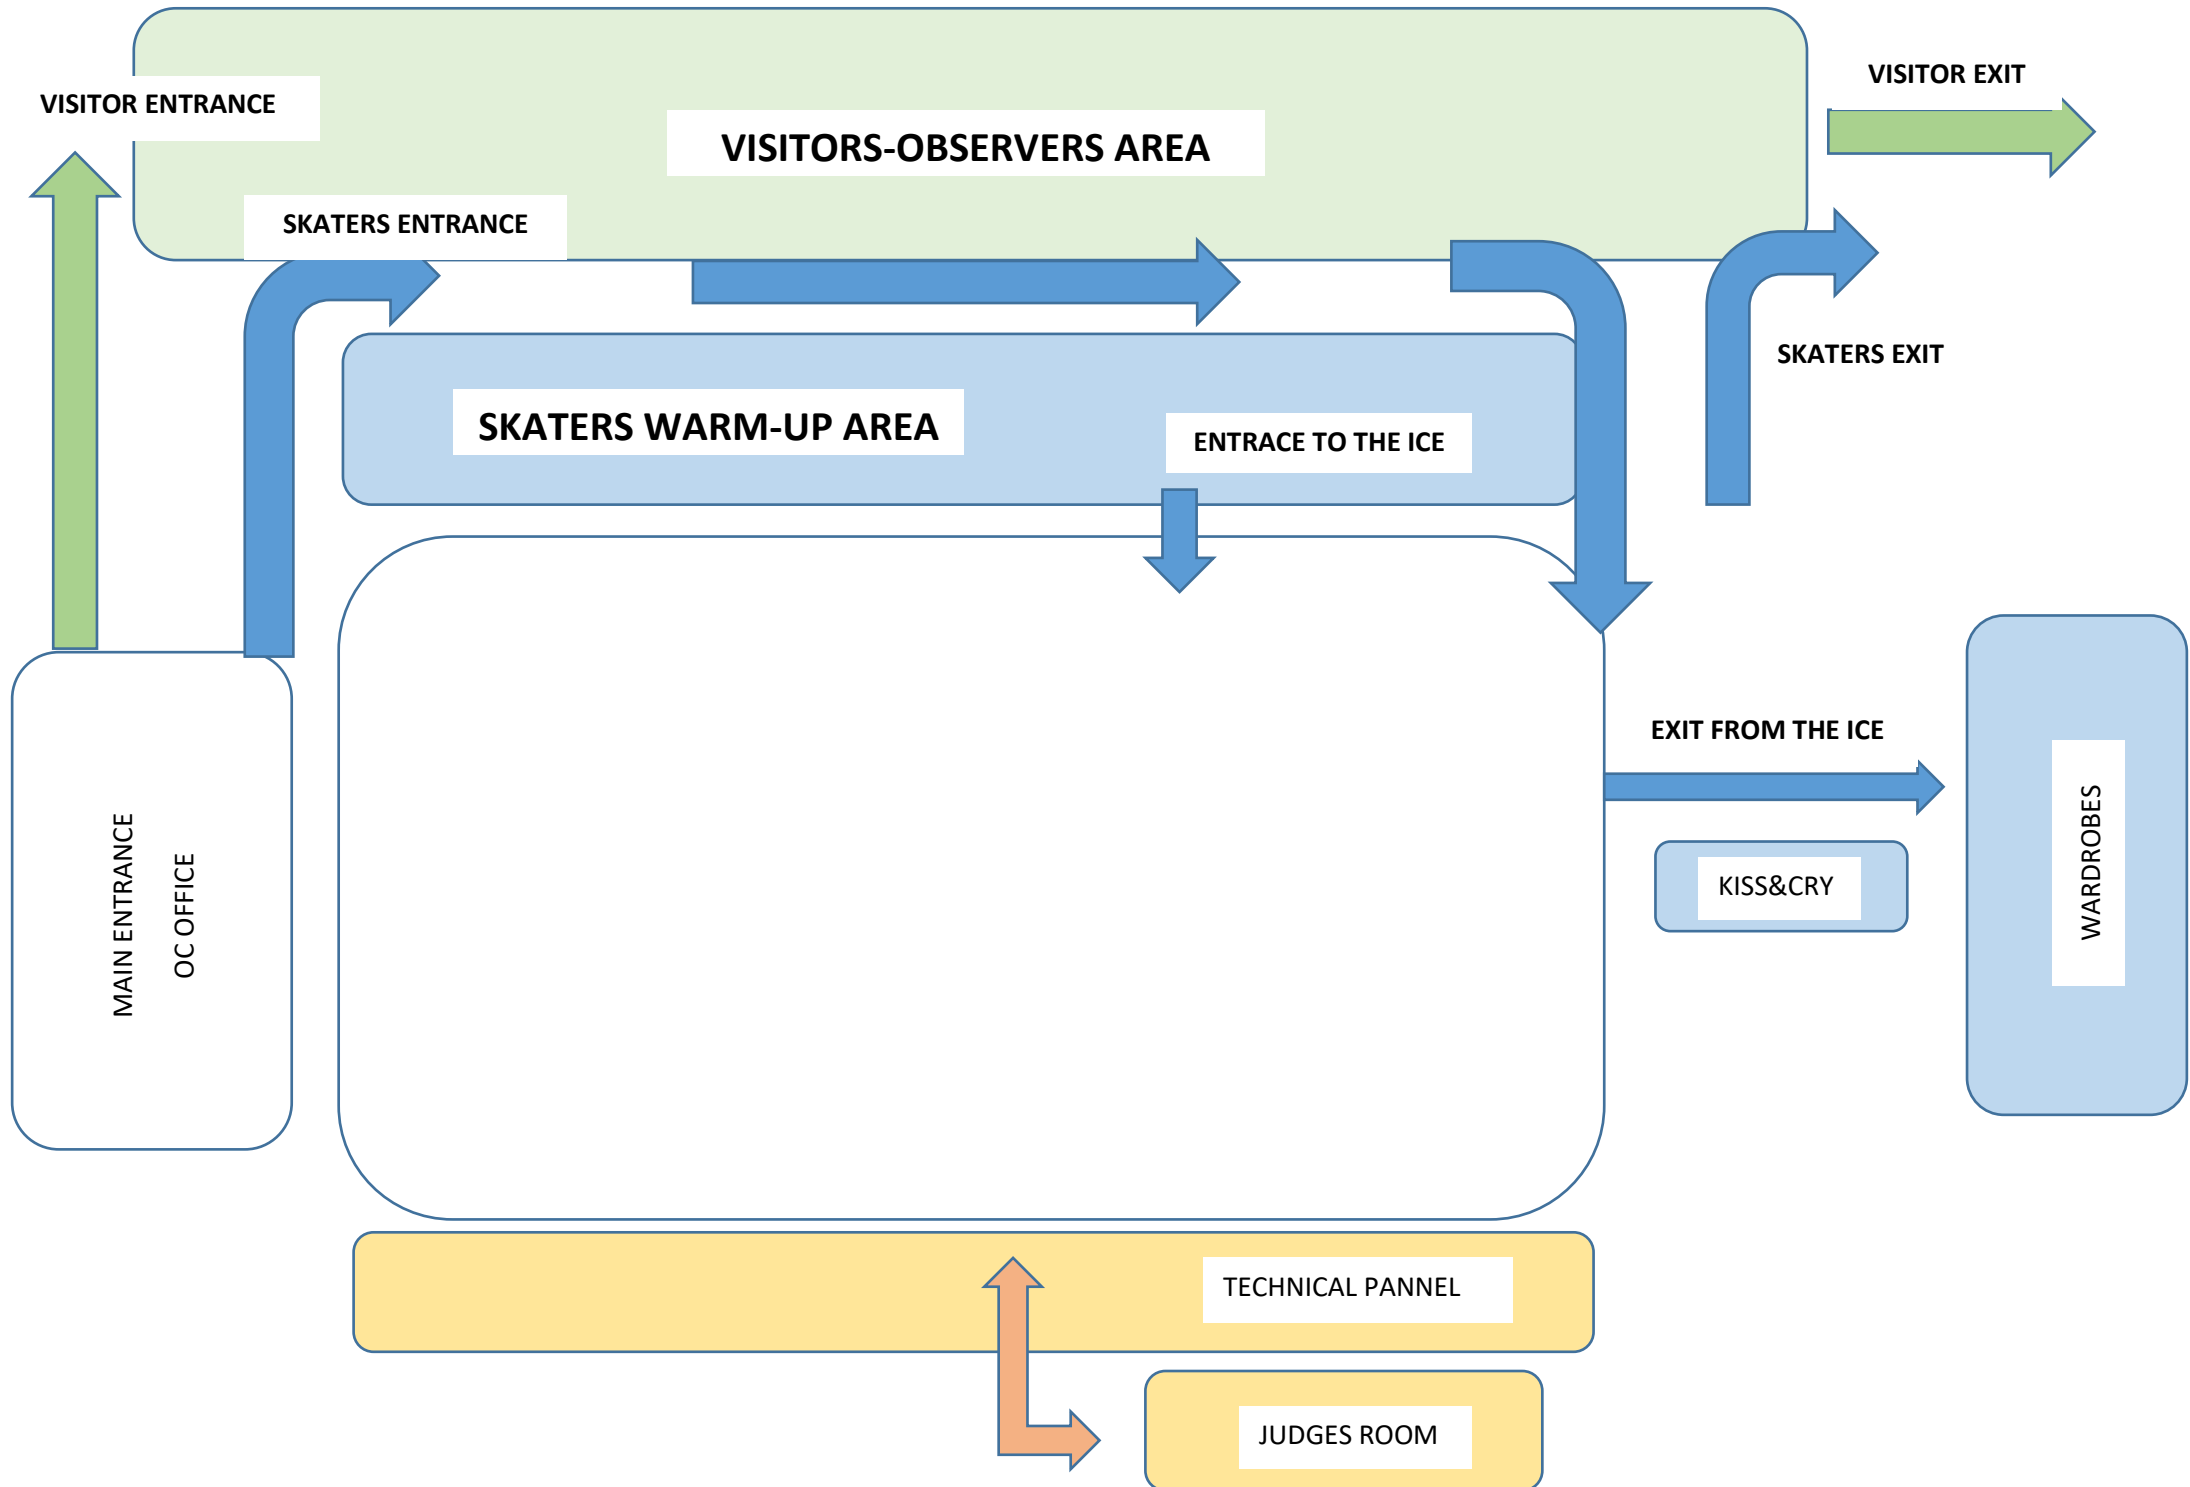 VISITOR EXIT
VISITOR ENTRANCE
VISITORS-OBSERVERS AREA
SKATERS ENTRANCE
SKATERS EXIT
SKATERS WARM-UP AREA
ENTRACE TO THE ICE
EXIT FROM THE ICE
MAIN ENTRANCE
OC OFFICE
KISS&CRY
WARDROBES
TECHNICAL PANNEL
JUDGES ROOM